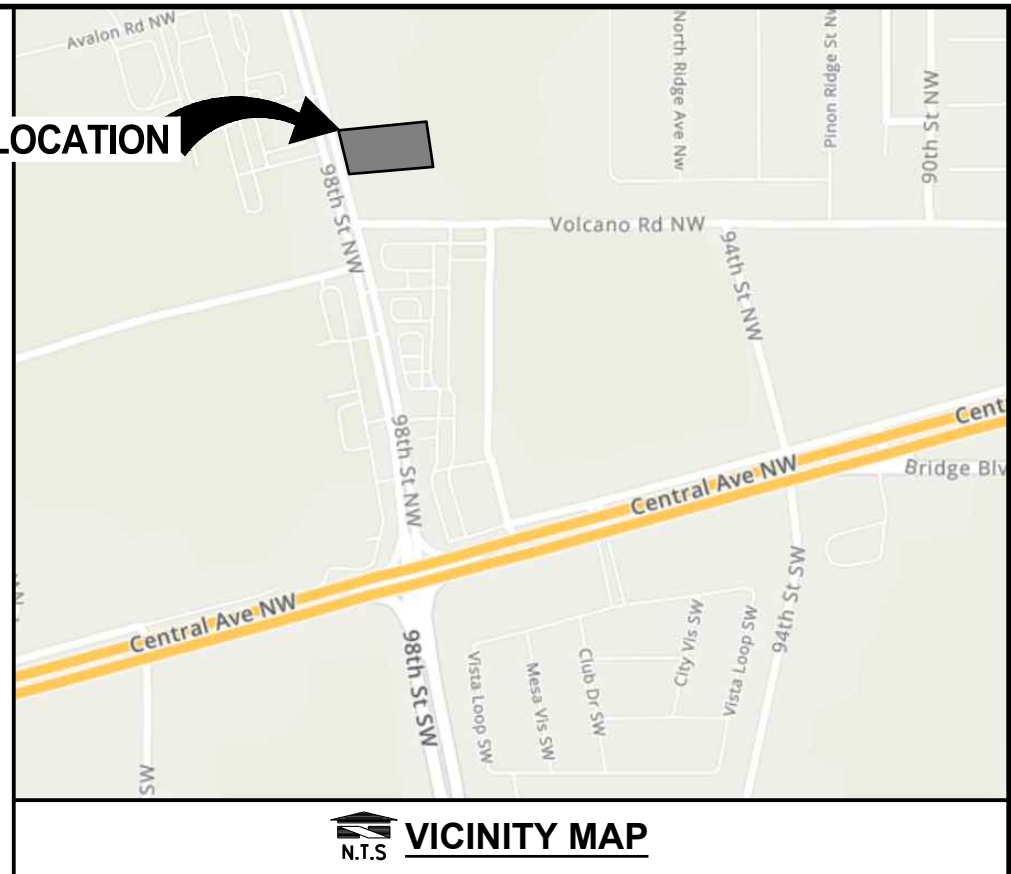 Avalon Rd NW
LOCATION
98th St NW
North Ridge Ave Nw
Pinon Ridge St NW
90th St NW
Volcano Rd NW
94th St NW
98th St NW
Cent
Bridge Blv
Central Ave NW
Central Ave NW
98th St SW
Vista Loop SW
Mesa Vis SW
Club Dr SW
City Vis SW
Vista Loop SW
94th St SW
SW
N.T.S
VICINITY MAP